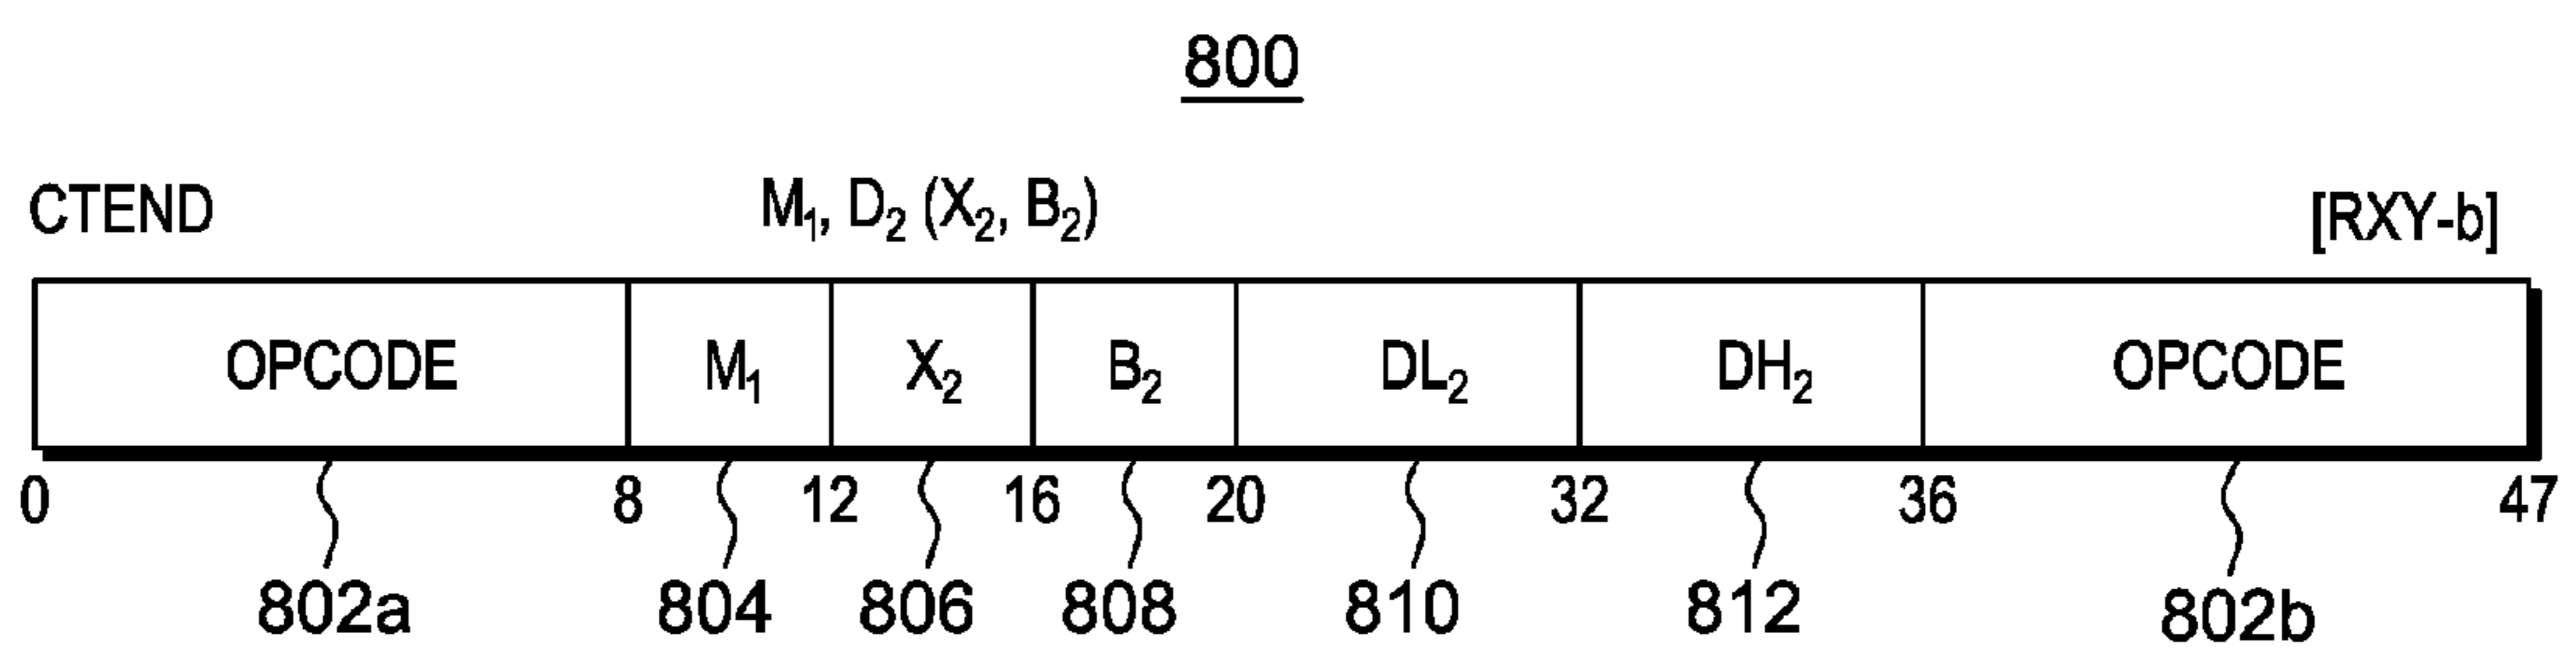 800
CTEND M₁, D₂ (X₂, B₂) [RXY-b]
OPCODE M₁ X₂ B₂ DL₂ DH₂ OPCODE
0 8 12 16 20 32 36 47
802a 804 806 808 810 812 802b